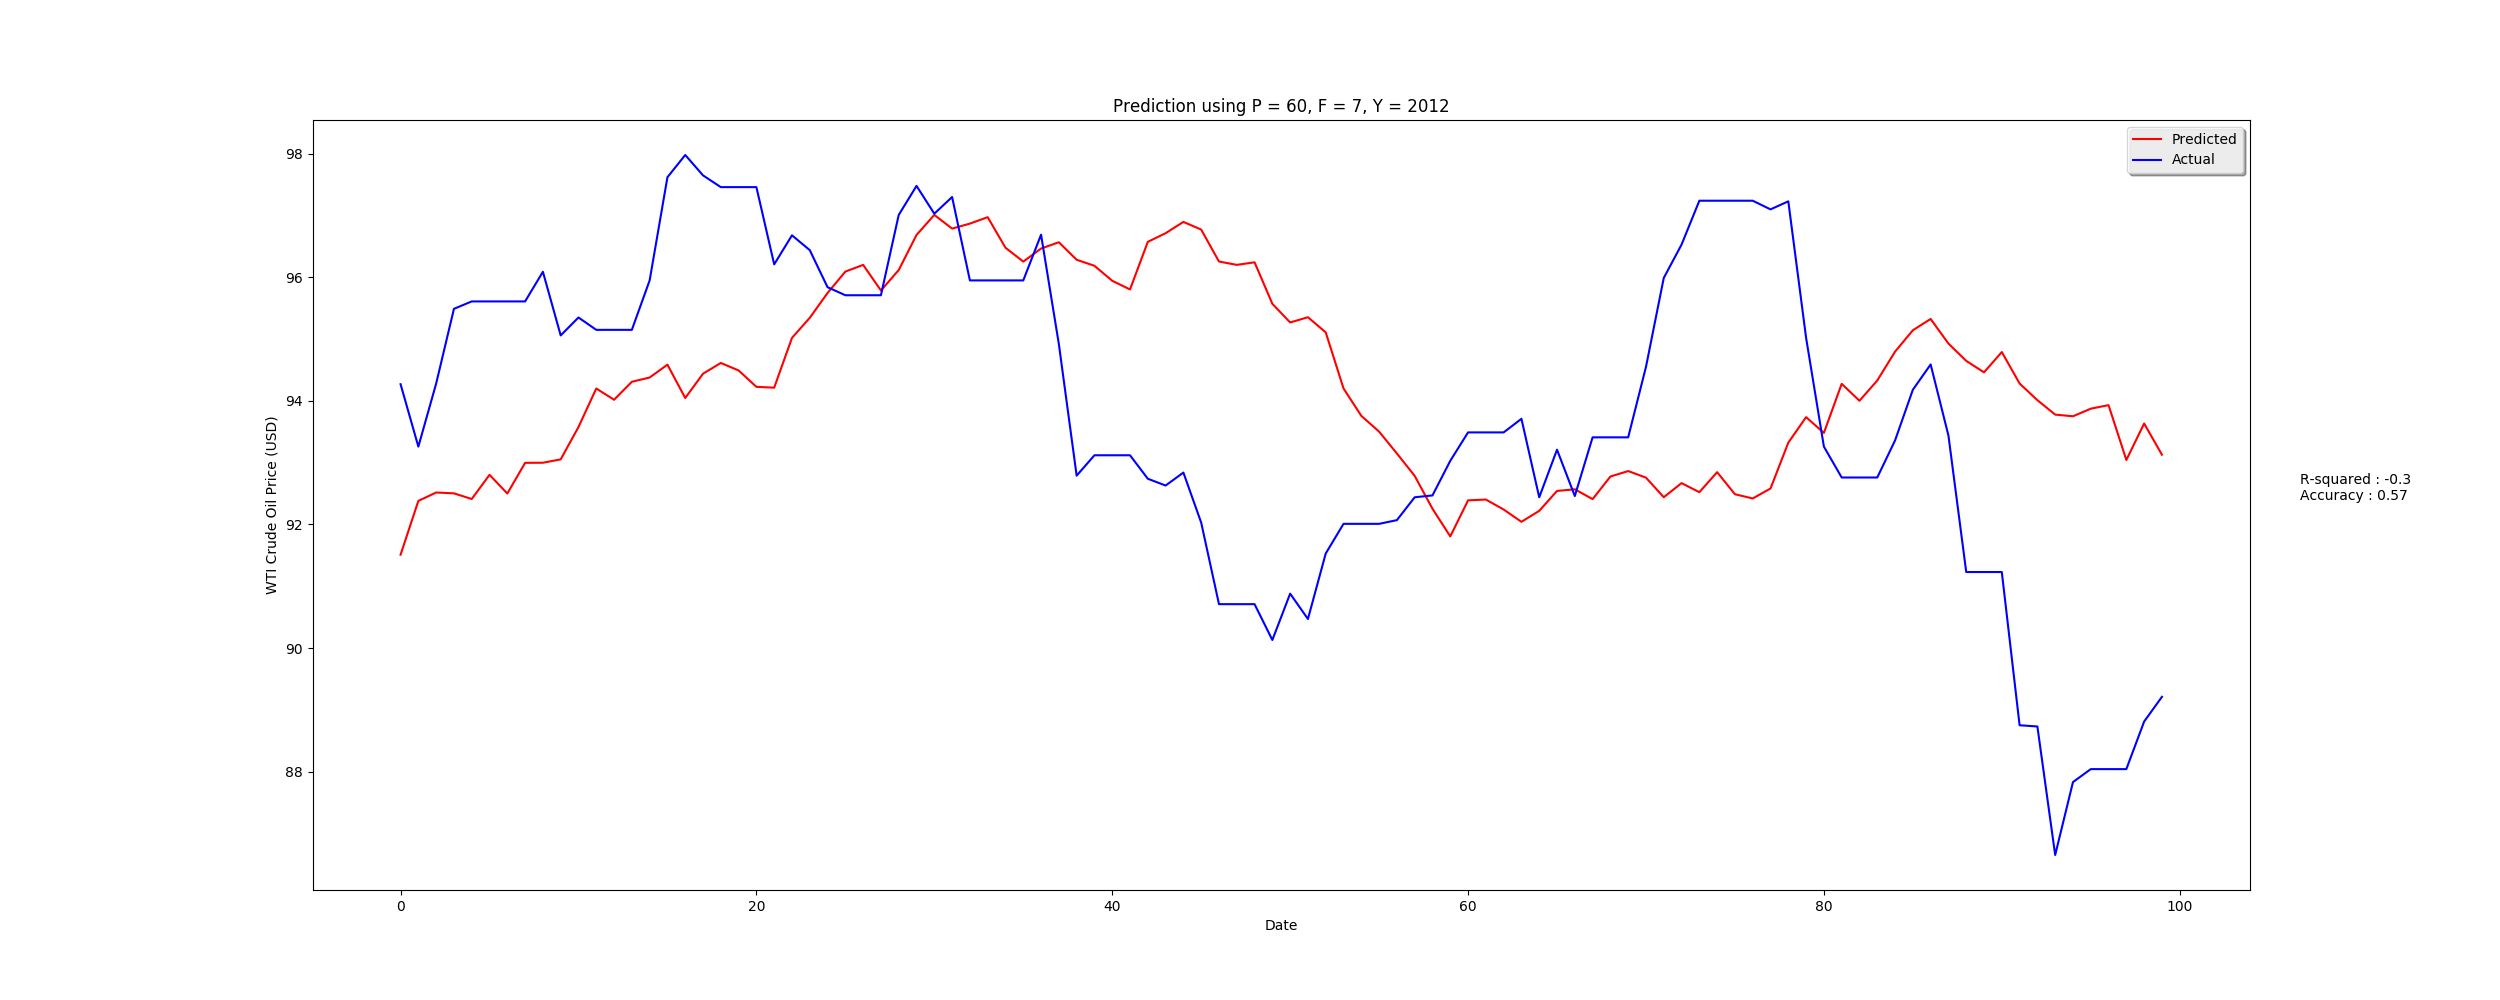 Prediction using P = 60, F = 7, Y = 2012
Predicted
Actual
98
96
94
92
90
88
WTI Crude Oil Price (USD)
R-squared : -0.3
Accuracy : 0.57
0 20 40 60 80 100
Date